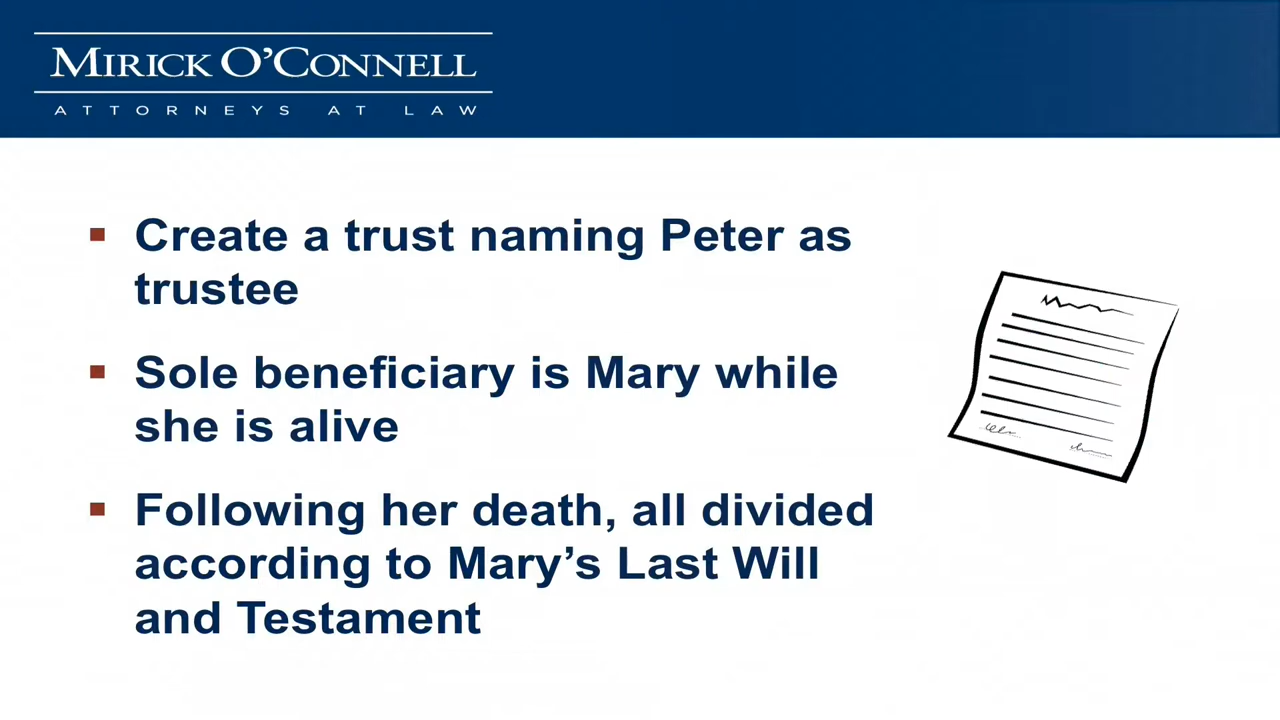 MIRICK O'CONNELL
ATTORNEYS AT LAW
▪ Create a trust naming Peter as
trustee
▪ Sole beneficiary is Mary while
she is alive
▪ Following her death, all divided
according to Mary’s Last Will
and Testament